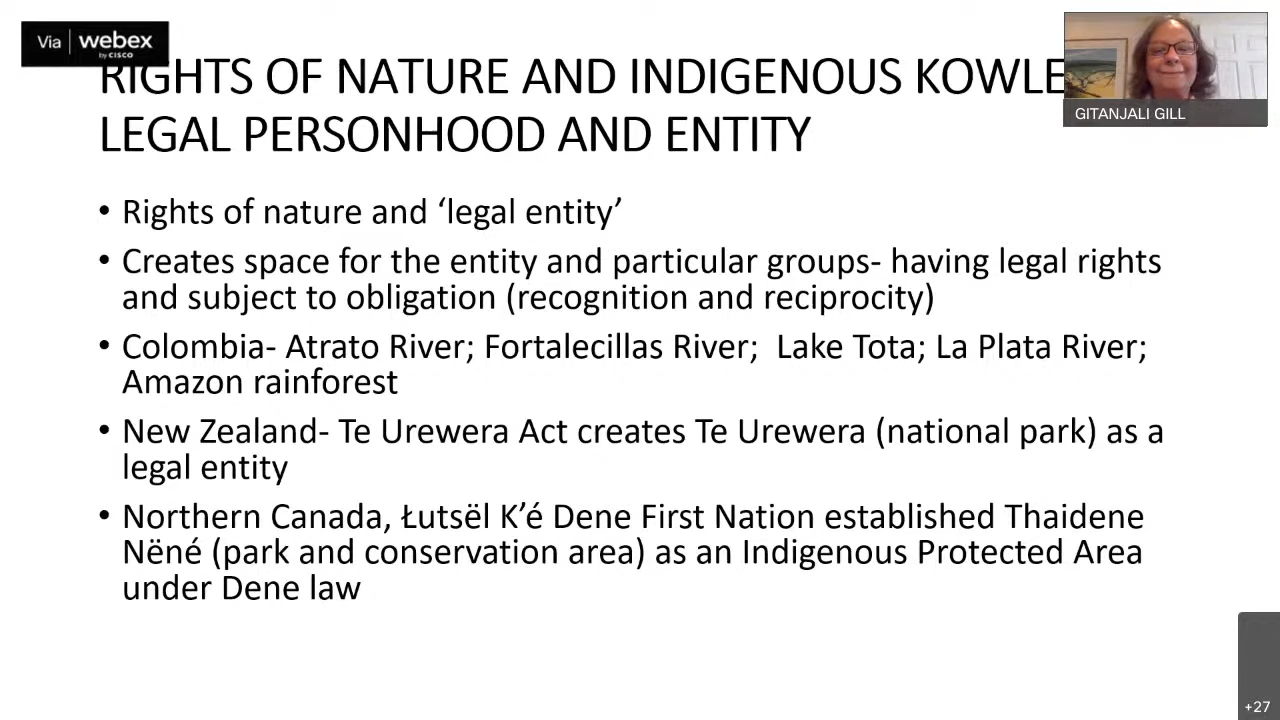 Via webex
by CISCO
RIGHTS OF NATURE AND INDIGENOUS KOWLE
LEGAL PERSONHOOD AND ENTITY
GITANJALI GILL
• Rights of nature and ‘legal entity’
• Creates space for the entity and particular groups- having legal rights
and subject to obligation (recognition and reciprocity)
• Colombia- Atrato River; Fortalecillas River; Lake Tota; La Plata River;
Amazon rainforest
• New Zealand- Te Urewera Act creates Te Urewera (national park) as a
legal entity
• Northern Canada, Łutsël K’é Dene First Nation established Thaidene
Nëné (park and conservation area) as an Indigenous Protected Area
under Dene law
+27